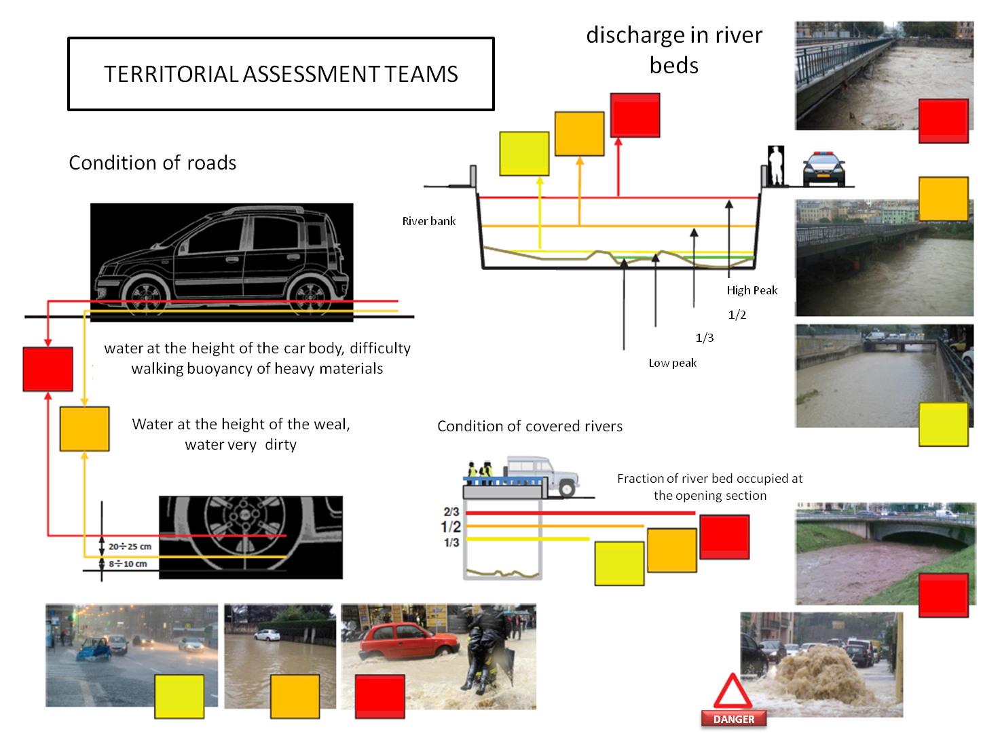 TERRITORIAL ASSESSMENT TEAMS
discharge in river
beds
Condition of roads
River bank
High Peak
1/2
1/3
Low peak
water at the height of the car body, difficulty
walking buoyancy of heavy materials
Water at the height of the weal,
water very dirty
20÷25 cm
8÷10 cm
Condition of covered rivers
Fraction of river bed occupied at
the opening section
2/3
1/2
1/3
DANGER